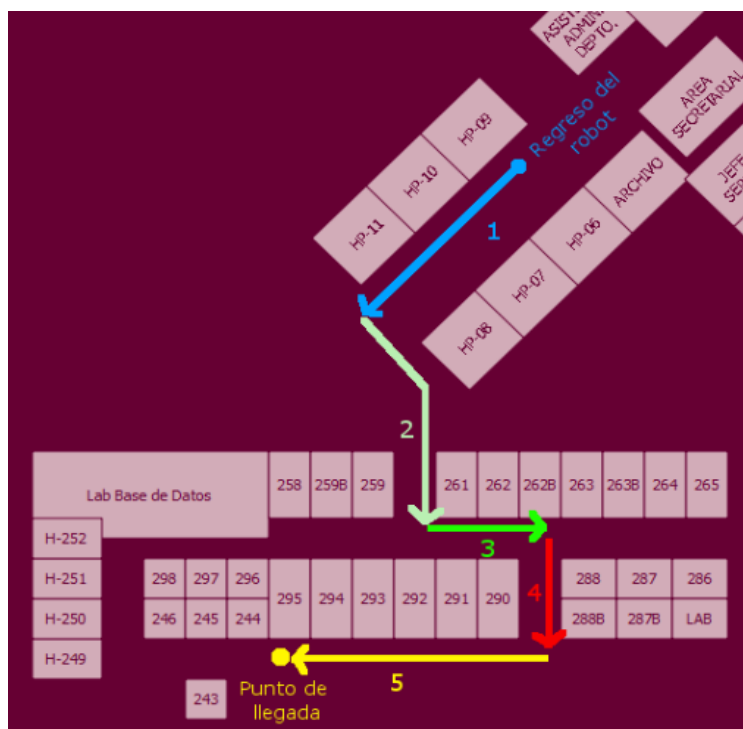 ASIST
ADMIN
DEPTO.
AREA
SECRETARIAL
JEFE
SER
Regreso del
robot
HP-09
HP-10
HP-11
1
ARCHIVO
HP-06
HP-07
HP-08
2
Lab Base de Datos
258
259B
259
261
262
262B
263
263B
264
265
3
H-252
H-251
H-250
H-249
298
297
296
246
245
244
295
294
293
292
291
290
4
288
287
286
288B
287B
LAB
5
243
Punto de
llegada